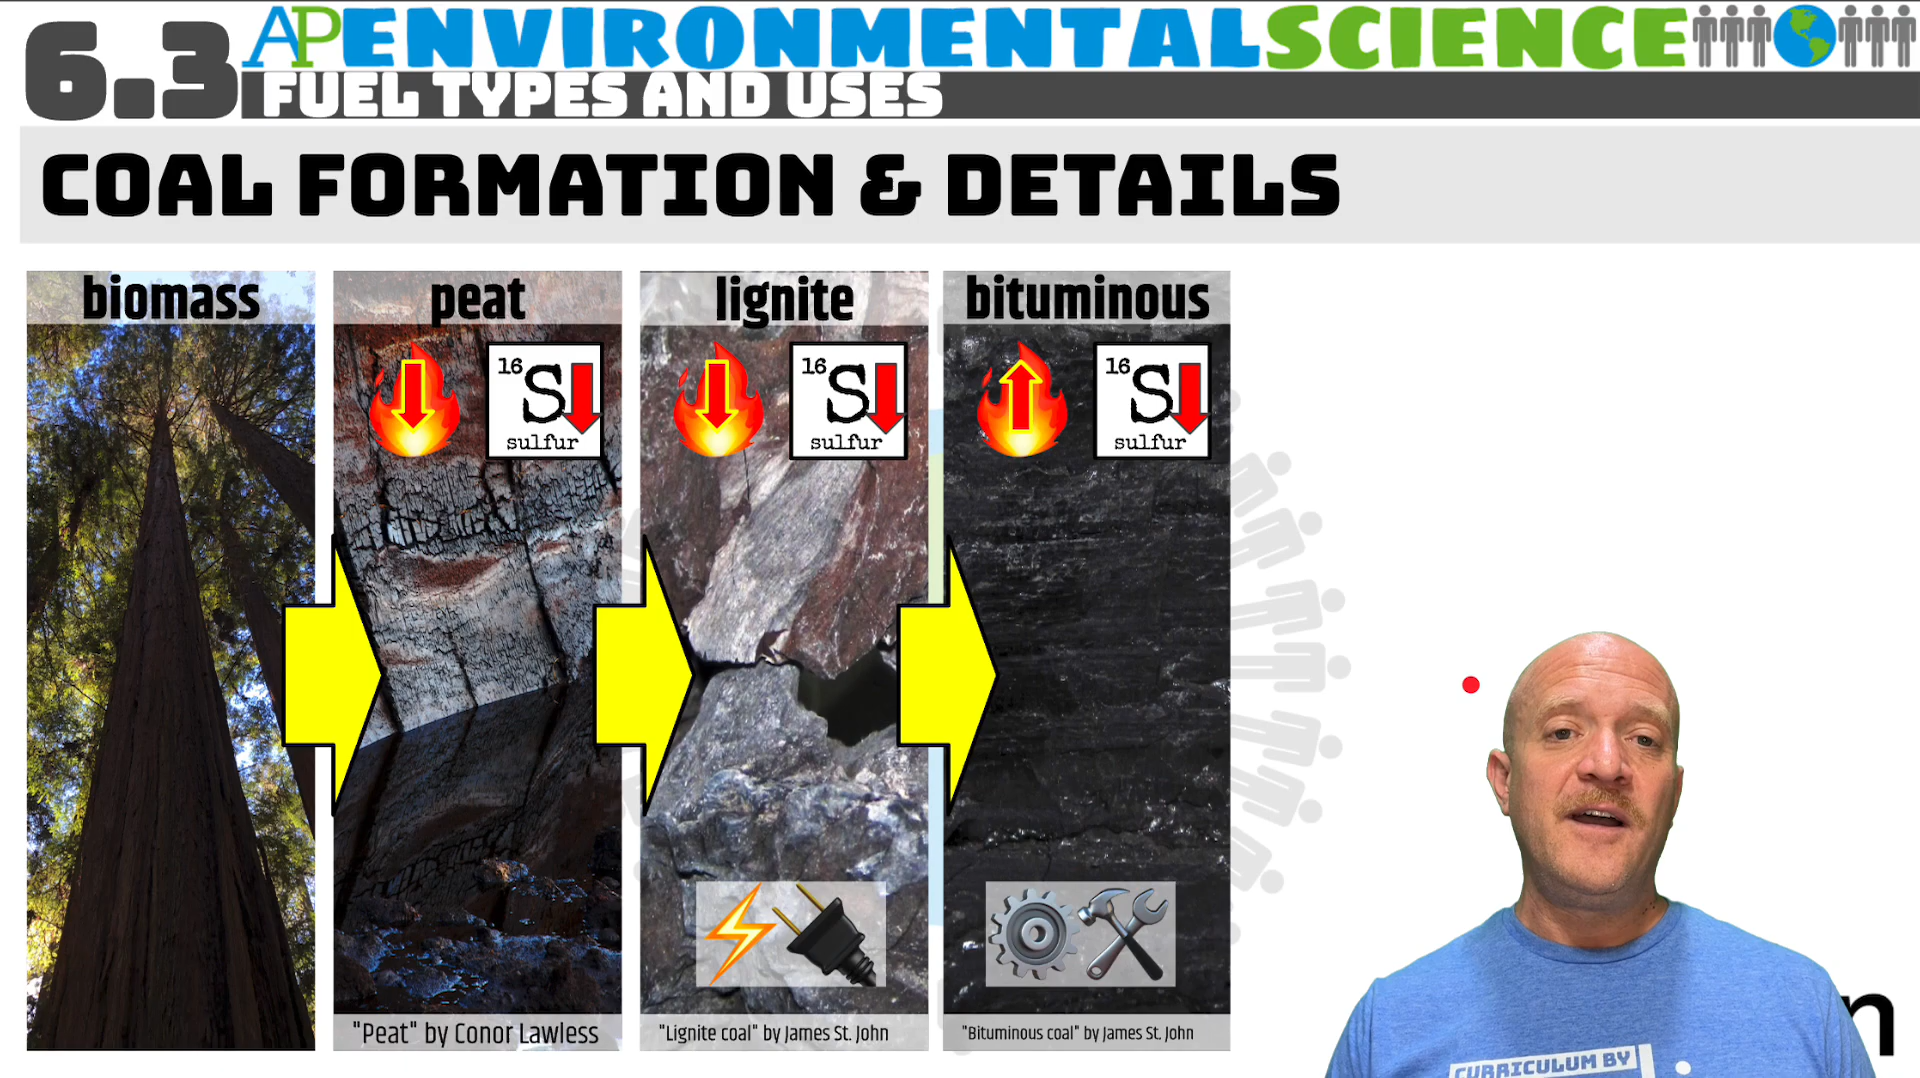 6.3
APENVIRONMENTALSCIENCE
FUEL TYPES AND USES
COAL FORMATION & DETAILS
biomass
peat
lignite
bituminous
16
S
sulfur
16
S
sulfur
16
S
sulfur
"Peat" by Conor Lawless
"Lignite coal" by James St. John
"Bituminous coal" by James St. John
CURRICULUM BY
n